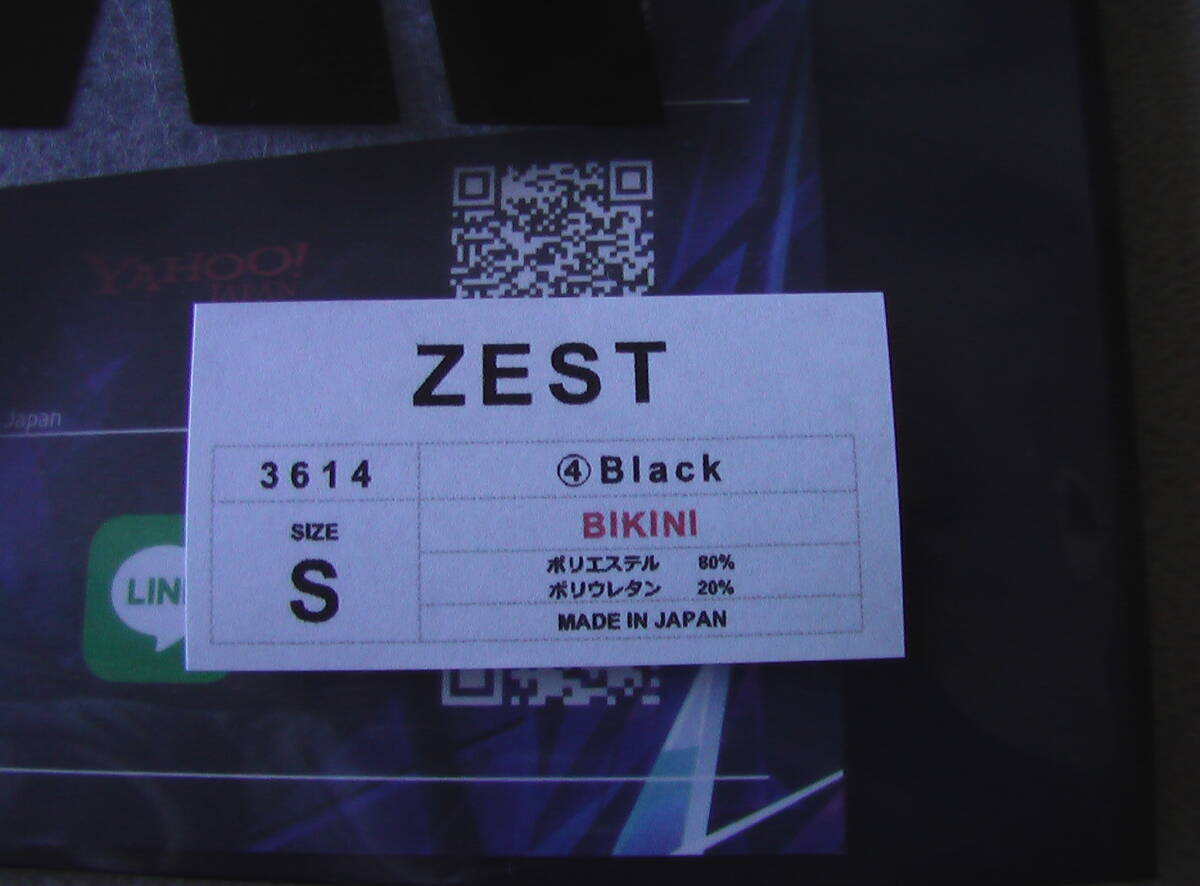 YAHOO!
JAPAN
ZEST
Japan
3614
④Black
SIZE
BIKINI
S
ポリエステル 80%
ポリウレタン 20%
MADE IN JAPAN
LINE